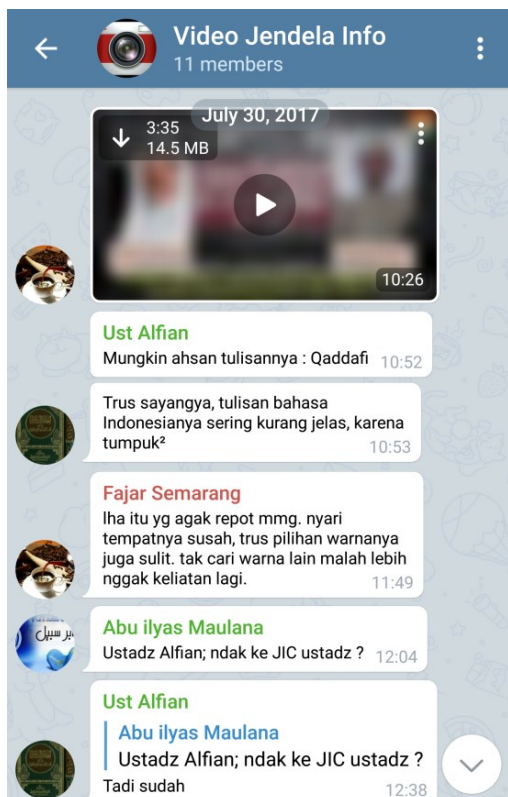 Video Jendela Info
11 members
July 30, 2017
3:35
14.5 MB
10:26
Ust Alfian
Mungkin ahsan tulisannya : Qaddafi 10:52
Trus sayangya, tulisan bahasa
Indonesianya sering kurang jelas, karena
tumpuk² 10:53
Fajar Semarang
lha itu yg agak repot mmg. nyari
tempatnya susah, trus pilihan warnanya
juga sulit. tak cari warna lain malah lebih
nggak keliatan lagi. 11:49
Abu ilyas Maulana
Ustadz Alfian; ndak ke JIC ustadz ? 12:04
Ust Alfian
Abu ilyas Maulana
Ustadz Alfian; ndak ke JIC ustadz ?
Tadi sudah 12:38